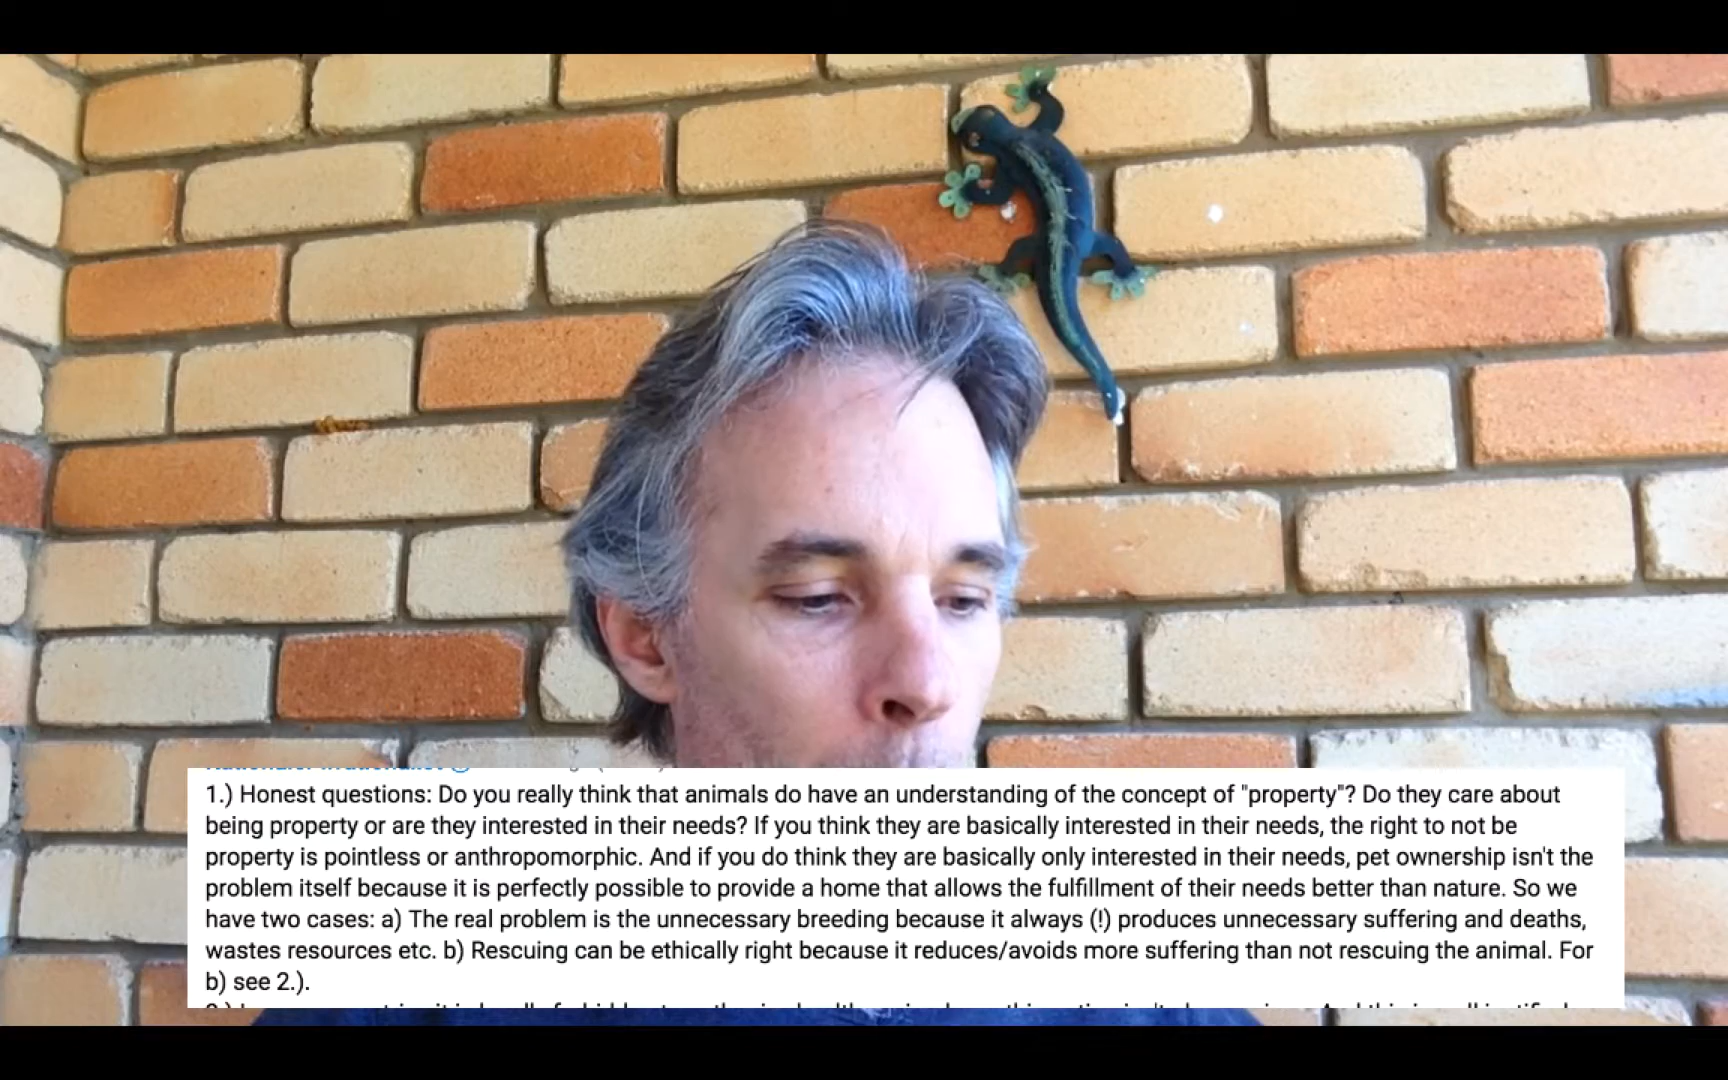 1.) Honest questions: Do you really think that animals do have an understanding of the concept of "property"? Do they care about
being property or are they interested in their needs? If you think they are basically interested in their needs, the right to not be
property is pointless or anthropomorphic. And if you do think they are basically only interested in their needs, pet ownership isn't the
problem itself because it is perfectly possible to provide a home that allows the fulfillment of their needs better than nature. So we
have two cases: a) The real problem is the unnecessary breeding because it always (!) produces unnecessary suffering and deaths,
wastes resources etc. b) Rescuing can be ethically right because it reduces/avoids more suffering than not rescuing the animal. For
b) see 2.).